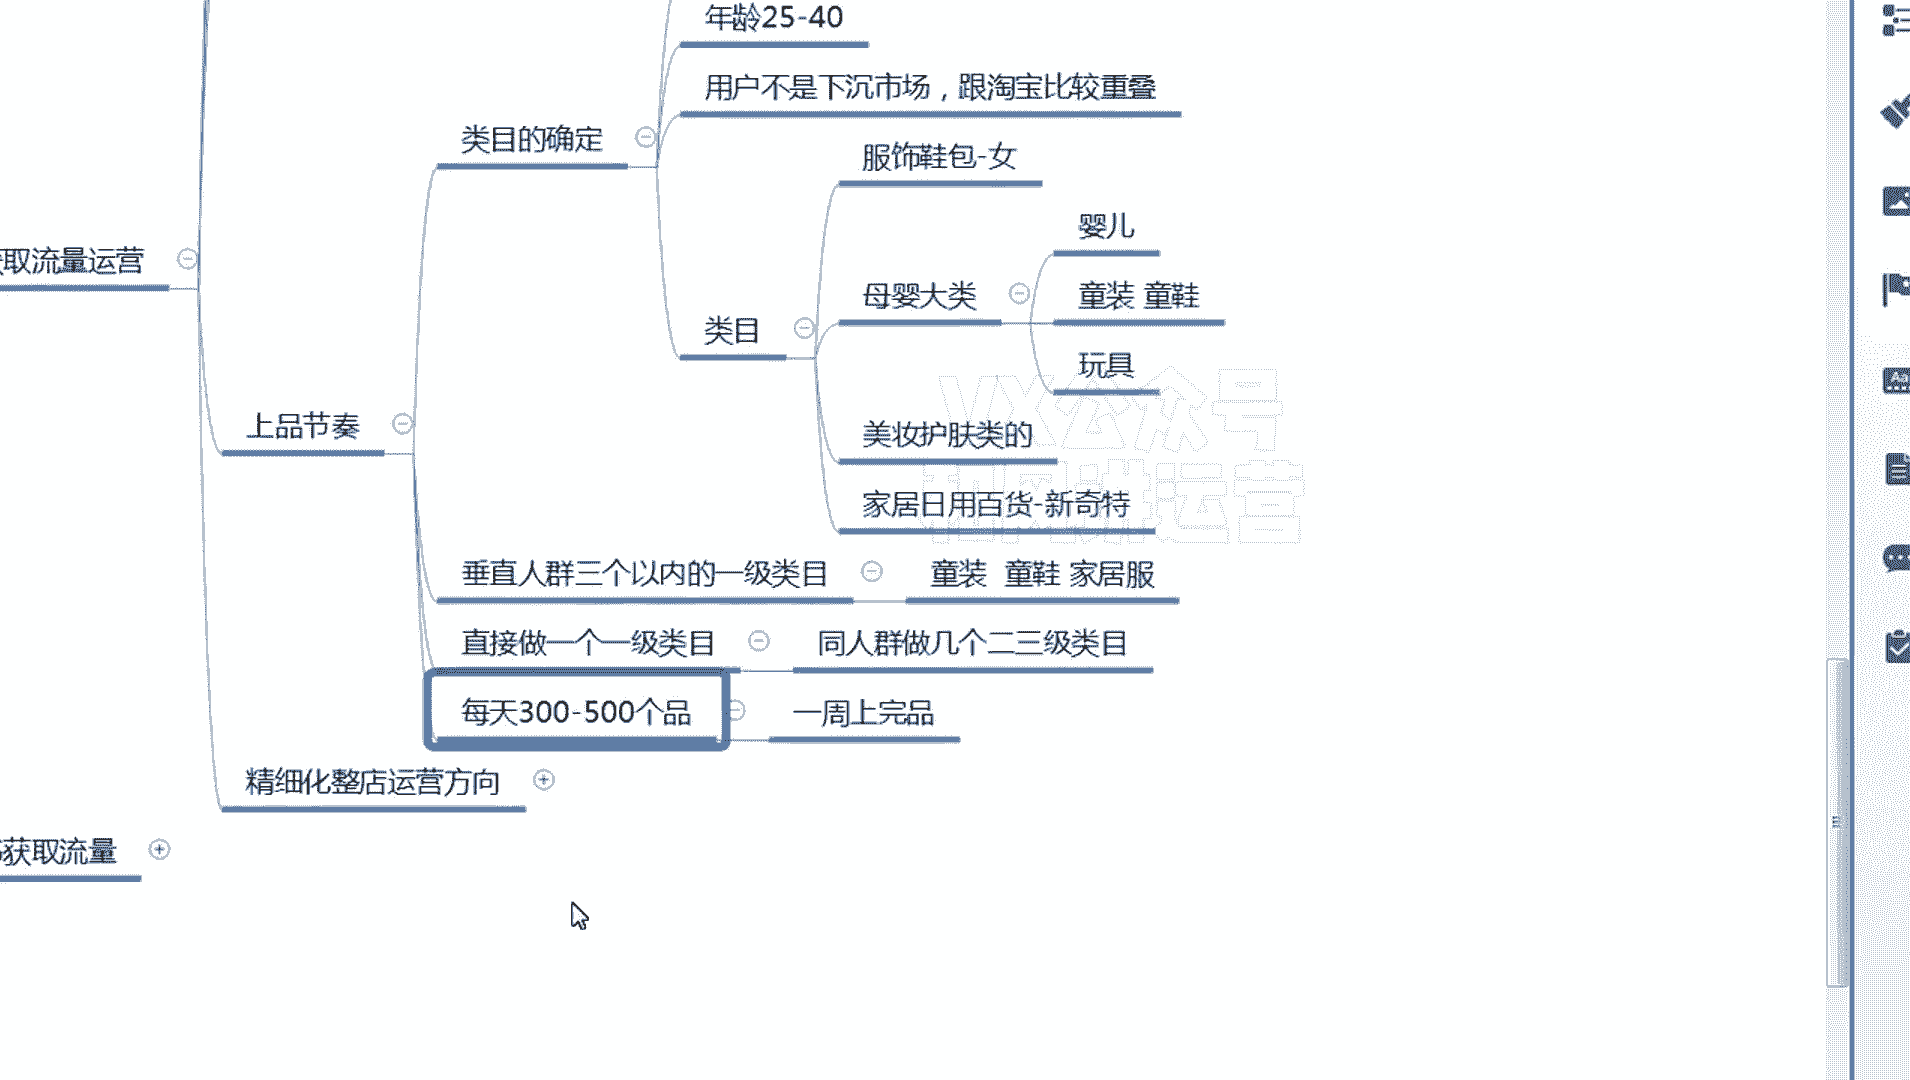 年龄25-40
用户不是下沉市场，跟淘宝比较重叠
类目的确定
服饰鞋包-女
婴儿
取流量运营
母婴大类
童装 童鞋
类目
玩具
VX公众号
上品节奏
美妆护肤类的
家居日用百货-新奇特
运营
垂直人群三个以内的一级类目
童装 童鞋 家居服
直接做一个一级类目
同人群做几个二三级类目
每天300-500个品
一周上完品
精细化整店运营方向
获取流量